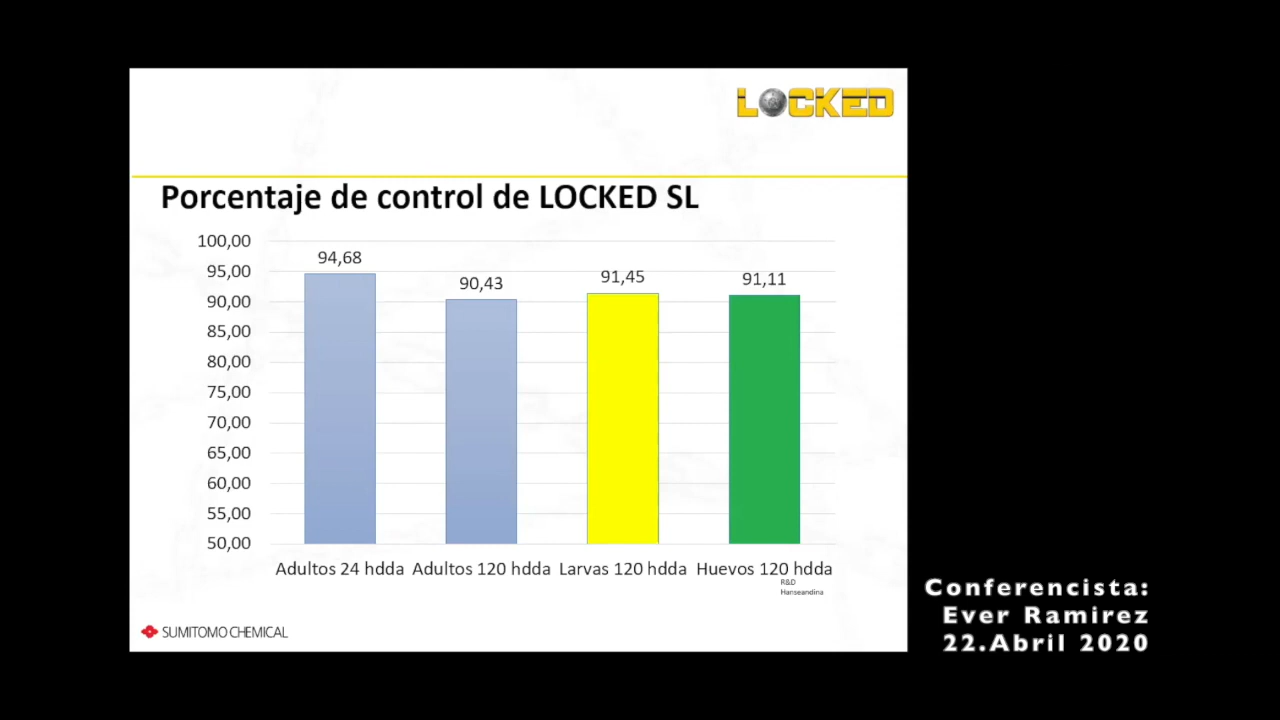 LOCKED
Porcentaje de control de LOCKED SL
100,00
95,00
90,00
85,00
80,00
75,00
70,00
65,00
60,00
55,00
50,00
94,68
90,43
91,45
91,11
Adultos 24 hdda Adultos 120 hdda Larvas 120 hdda Huevos 120 hdda
R&D
Hanseandina
SUMITOMO CHEMICAL
Conferencista:
Ever Ramirez
22.Abril 2020